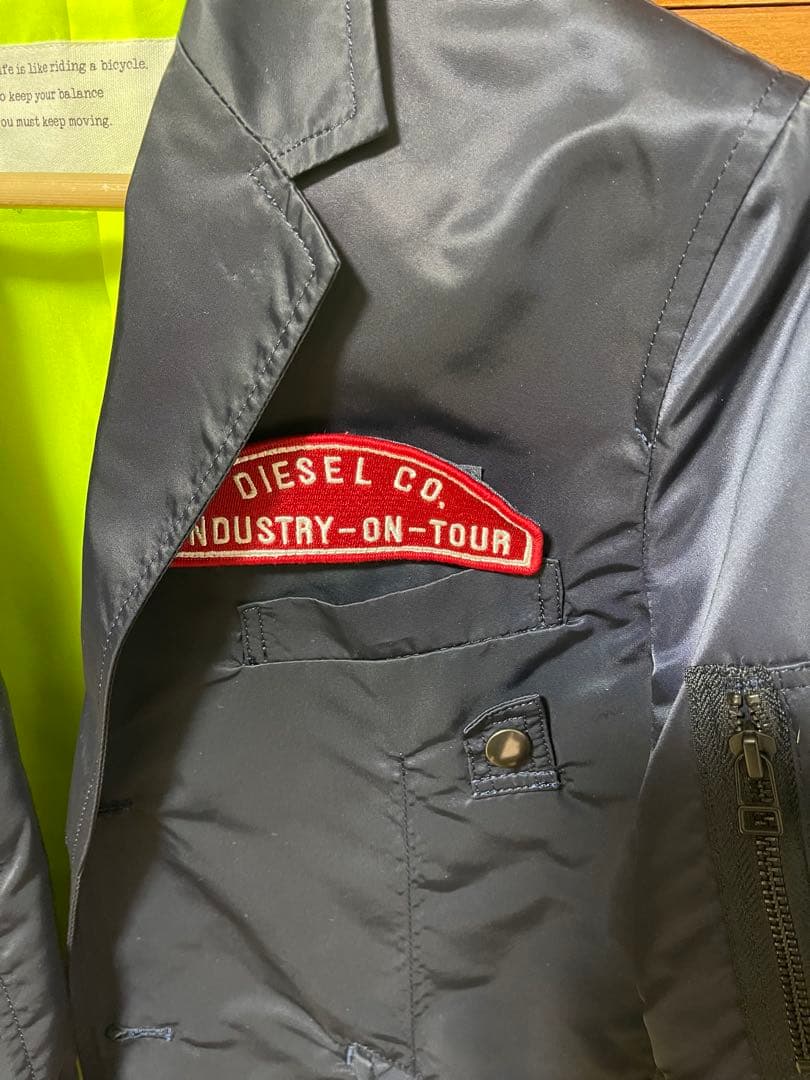 ife is like riding a bicycle.
o keep your balance
ou must keep moving.
DIESEL CO.
NDUSTRY-ON-TOUR